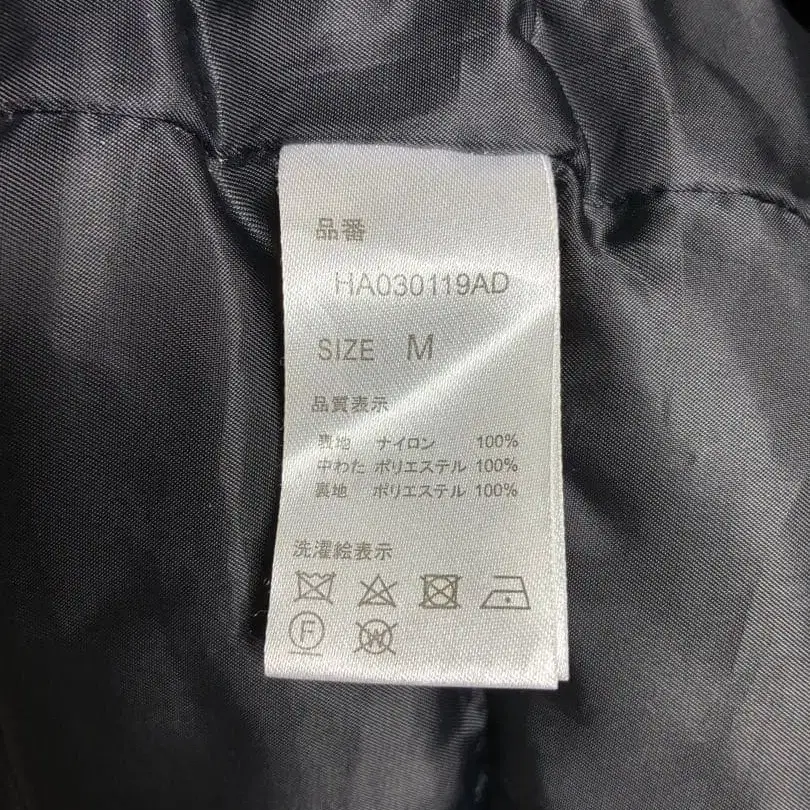 品番
HA030119AD
SIZE M
品質表示
表地 ナイロン 100%
中わた ポリエステル 100%
裏地 ポリエステル 100%
洗濯絵表示
F W